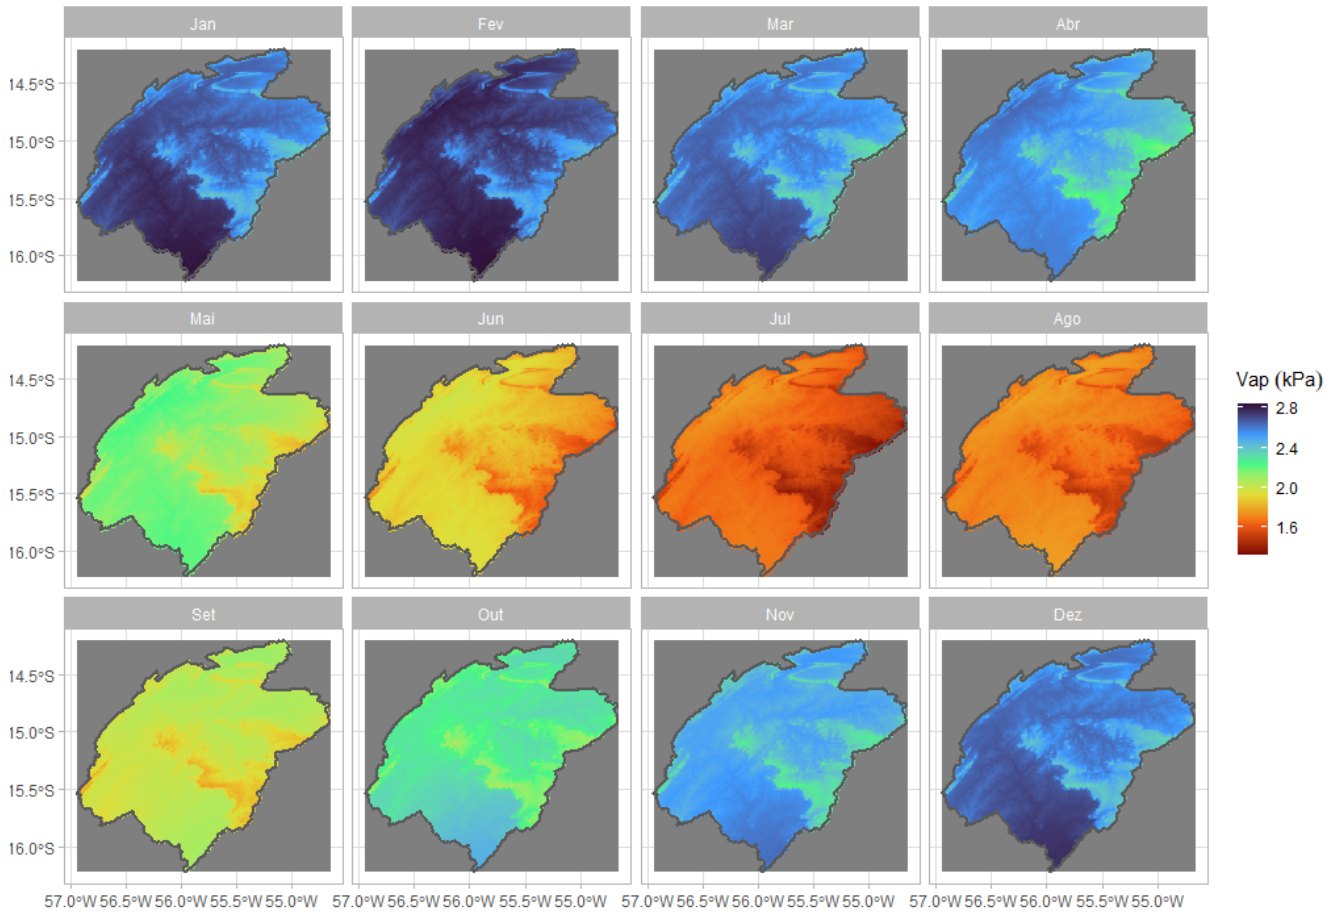 Jan Fev Mar Abr
14.5°S
15.0°S
15.5°S
16.0°S
Mai Jun Jul Ago
14.5°S
15.0°S
15.5°S
16.0°S
Vap (kPa)
2.8
2.4
2.0
1.6
Set Out Nov Dez
14.5°S
15.0°S
15.5°S
16.0°S
57.0°W 56.5°W 56.0°W 55.5°W 55.0°W 57.0°W 56.5°W 56.0°W 55.5°W 55.0°W 57.0°W 56.5°W 56.0°W 55.5°W 55.0°W 57.0°W 56.5°W 56.0°W 55.5°W 55.0°W